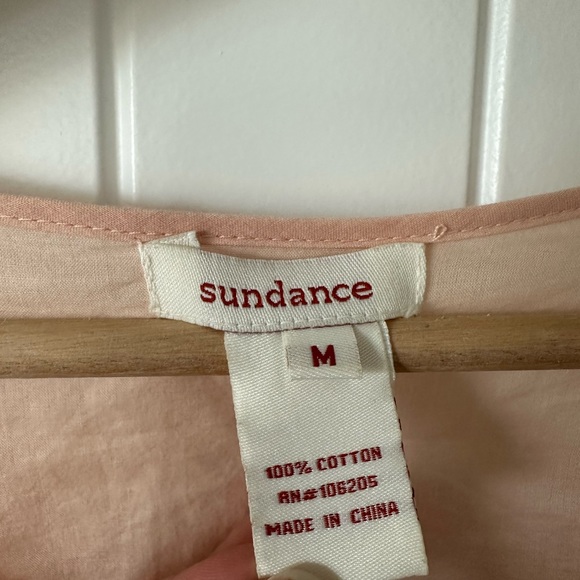 sundance
M
100% COTTON
RN#106205
MADE IN CHINA